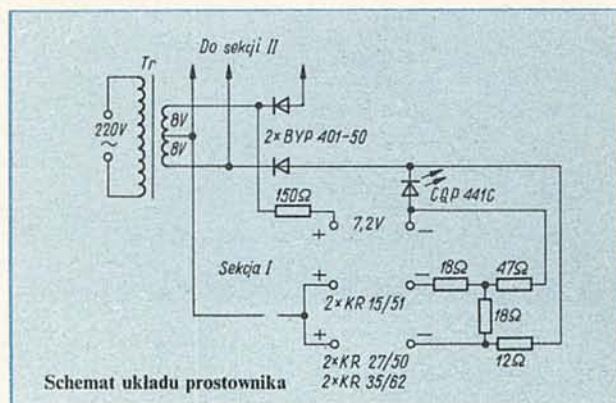 Do sekcji II
Tr
220V
~
8V
8V
2×BYP 401-50
150Ω
CQP 441C
+ 7,2V −
Sekcja I
+ −
18Ω
47Ω
2×KR 15/51
18Ω
+ −
12Ω
2×KR 27/50
2×KR 35/62
Schemat układu prostownika